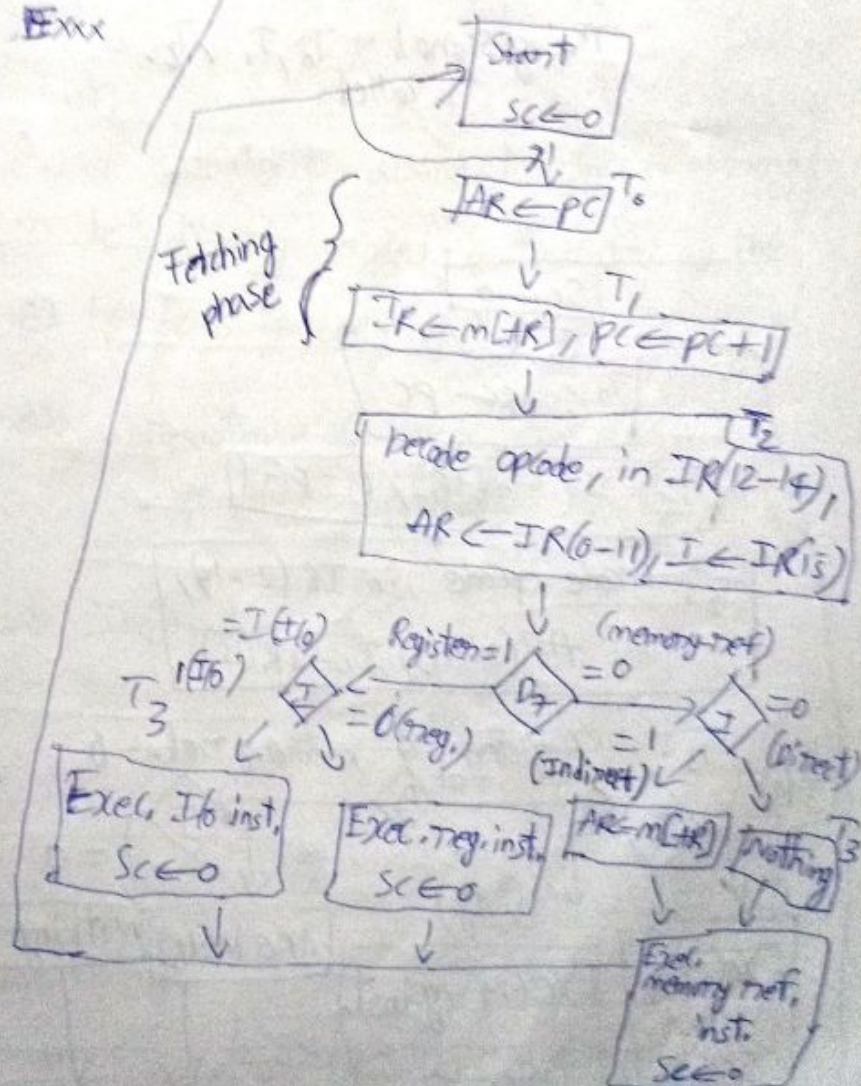 Start
SC←0
AR←PC
T₀
Fetching
phase
T₁
IR←m[AR], PC←PC+1
T₂
Decode opcode, in IR(12-14),
AR←IR(0-11), I←IR(15)
=1(I/O)
Register=1
(memory-ref)
=0
1(I/O)
T₃
I
=0(reg.)
D₇
=1
(Indirect)
I
=0
(Direct)
Exec. I/O inst.
SC←0
Exec. reg. inst.
SC←0
AR←m[AR]
Nothing
T₃
Exec.
memory ref.
inst.
SC←0